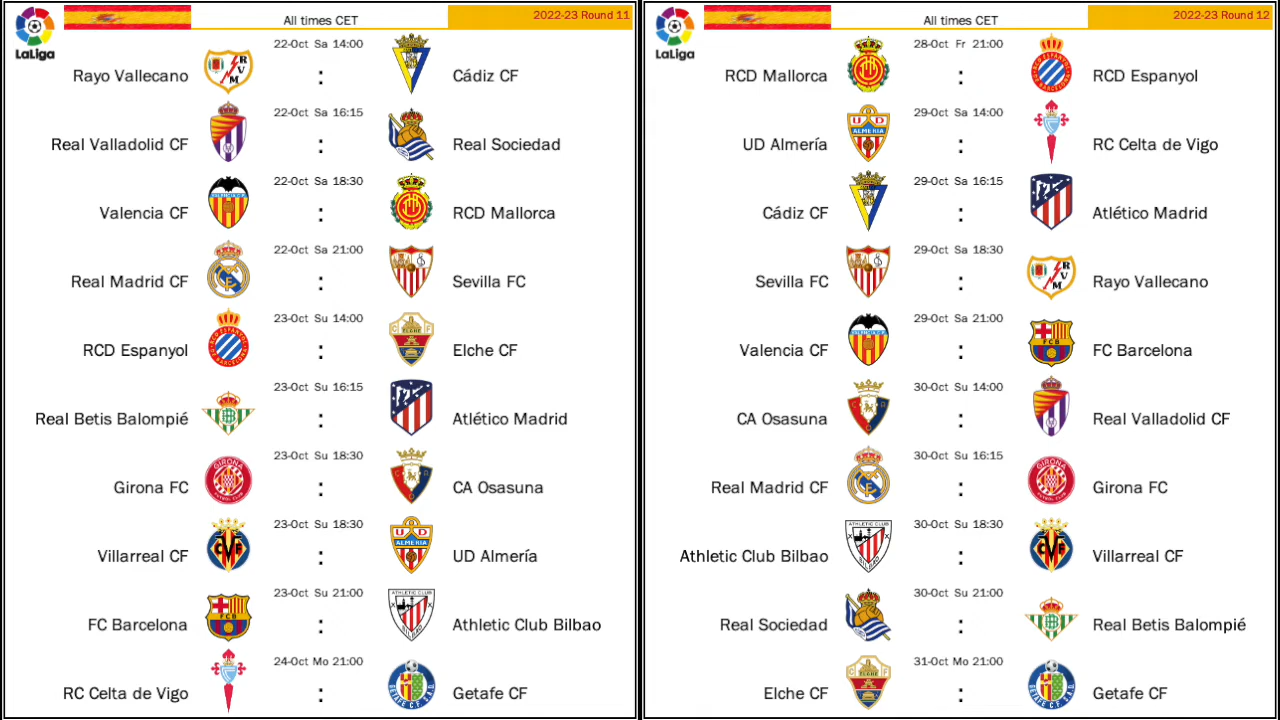 LaLiga
All times CET
2022-23 Round 11
22-Oct Sa 14:00
Rayo Vallecano : Cádiz CF
22-Oct Sa 16:15
Real Valladolid CF : Real Sociedad
22-Oct Sa 18:30
Valencia CF : RCD Mallorca
22-Oct Sa 21:00
Real Madrid CF : Sevilla FC
23-Oct Su 14:00
RCD Espanyol : Elche CF
23-Oct Su 16:15
Real Betis Balompié : Atlético Madrid
23-Oct Su 18:30
Girona FC : CA Osasuna
23-Oct Su 18:30
Villarreal CF : UD Almería
23-Oct Su 21:00
FC Barcelona : Athletic Club Bilbao
24-Oct Mo 21:00
RC Celta de Vigo : Getafe CF
LaLiga
All times CET
2022-23 Round 12
28-Oct Fr 21:00
RCD Mallorca : RCD Espanyol
29-Oct Sa 14:00
UD Almería : RC Celta de Vigo
29-Oct Sa 16:15
Cádiz CF : Atlético Madrid
29-Oct Sa 18:30
Sevilla FC : Rayo Vallecano
29-Oct Sa 21:00
Valencia CF : FC Barcelona
30-Oct Su 14:00
CA Osasuna : Real Valladolid CF
30-Oct Su 16:15
Real Madrid CF : Girona FC
30-Oct Su 18:30
Athletic Club Bilbao : Villarreal CF
30-Oct Su 21:00
Real Sociedad : Real Betis Balompié
31-Oct Mo 21:00
Elche CF : Getafe CF